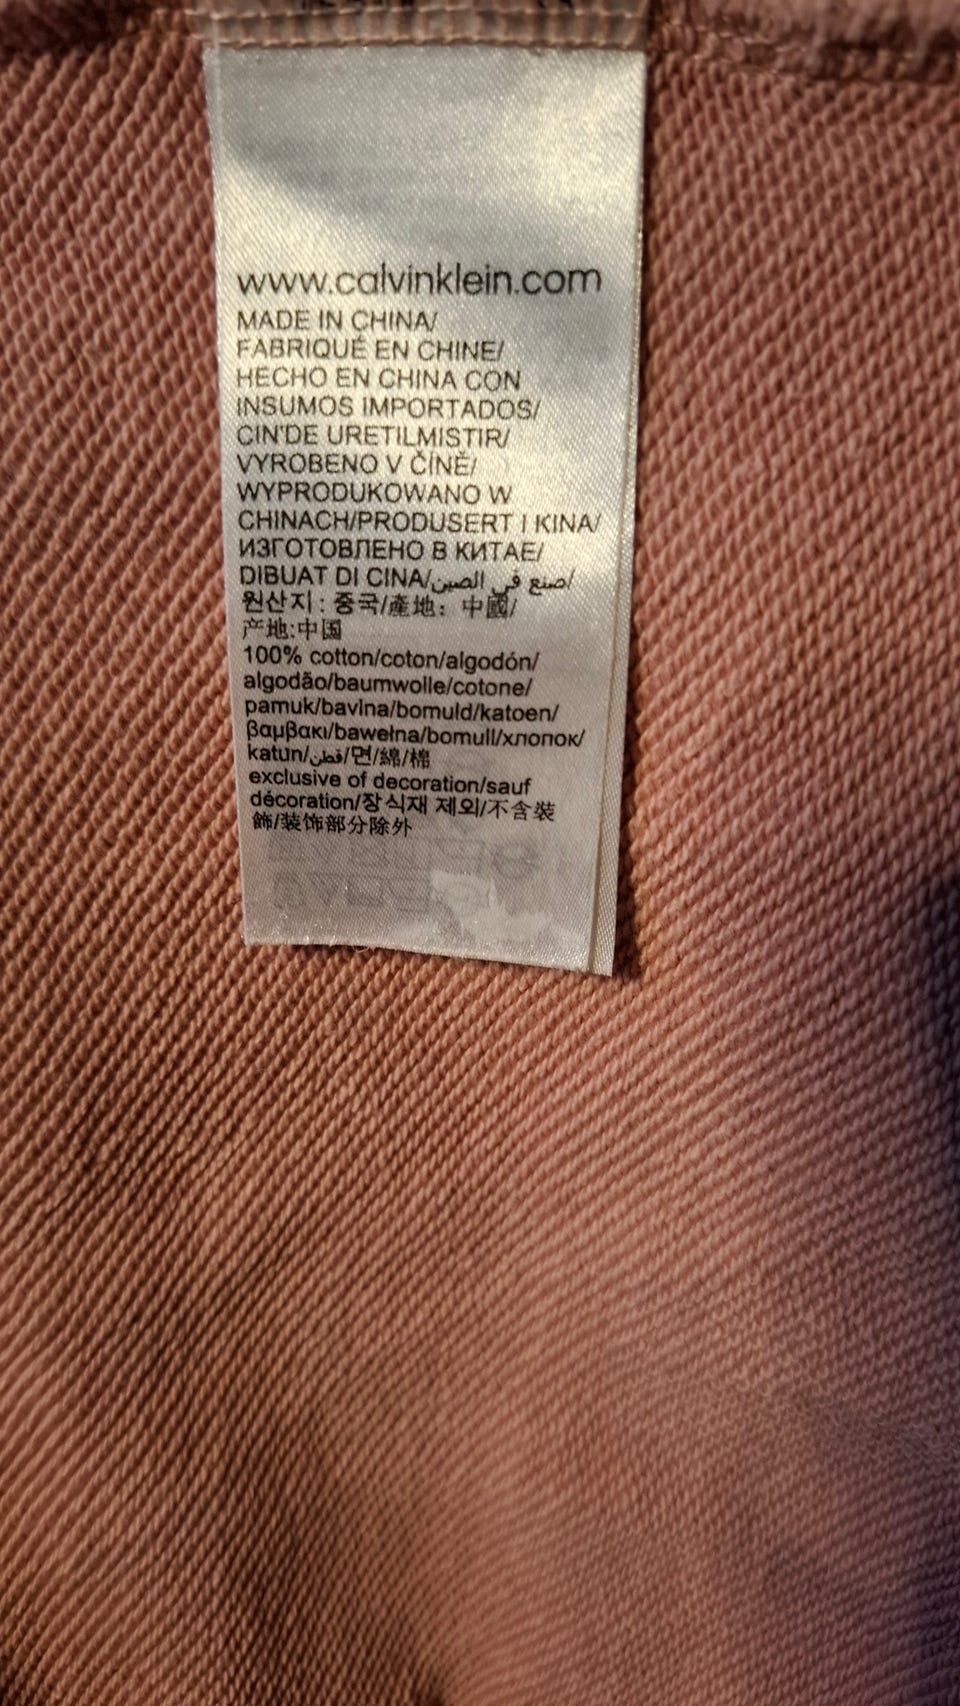 www.calvinklein.com
MADE IN CHINA/
FABRIQUÉ EN CHINE/
HECHO EN CHINA CON
INSUMOS IMPORTADOS/
CIN'DE URETILMISTIR/
VYROBENO V ČÍNĚ/
WYPRODUKOWANO W
CHINACH/PRODUSERT I KINA/
ИЗГОТОВЛЕНО В КИТАЕ/
DIBUAT DI CINA/صنع في الصين/
원산지: 중국/產地: 中國/
产地:中国
100% cotton/coton/algodón/
algodão/baumwolle/cotone/
pamuk/bavlna/bomuld/katoen/
βαμβακι/bawełna/bomull/хлопок/
katun/قطن/면/綿/棉
exclusive of decoration/sauf
décoration/장식재 제외/不含裝
飾/装饰部分除外